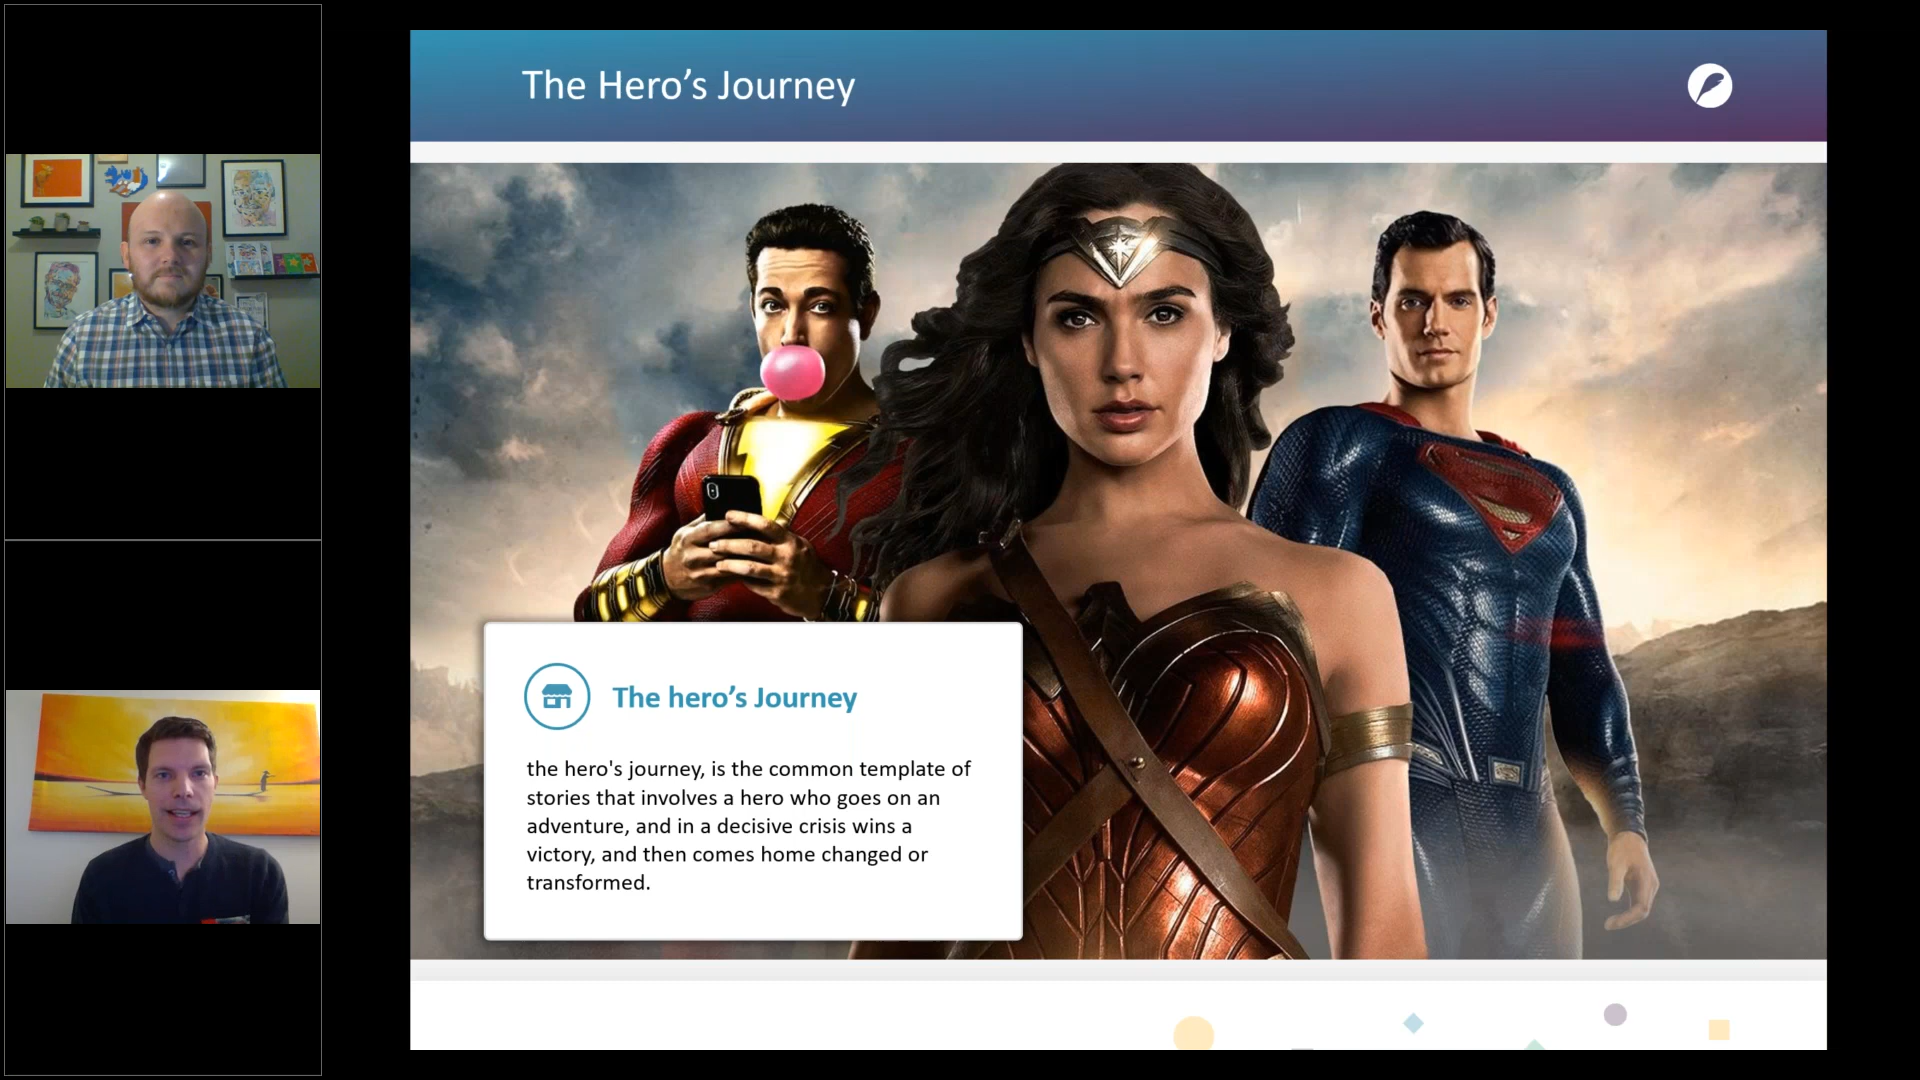 The Hero’s Journey
The hero’s Journey
the hero's journey, is the common template of
stories that involves a hero who goes on an
adventure, and in a decisive crisis wins a
victory, and then comes home changed or
transformed.